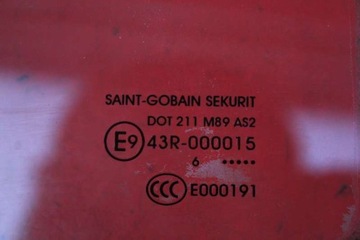 SAINT-GOBAIN SEKURIT
DOT 211 M89 AS2
E9 43R-000015
6 •••••
CCC E000191